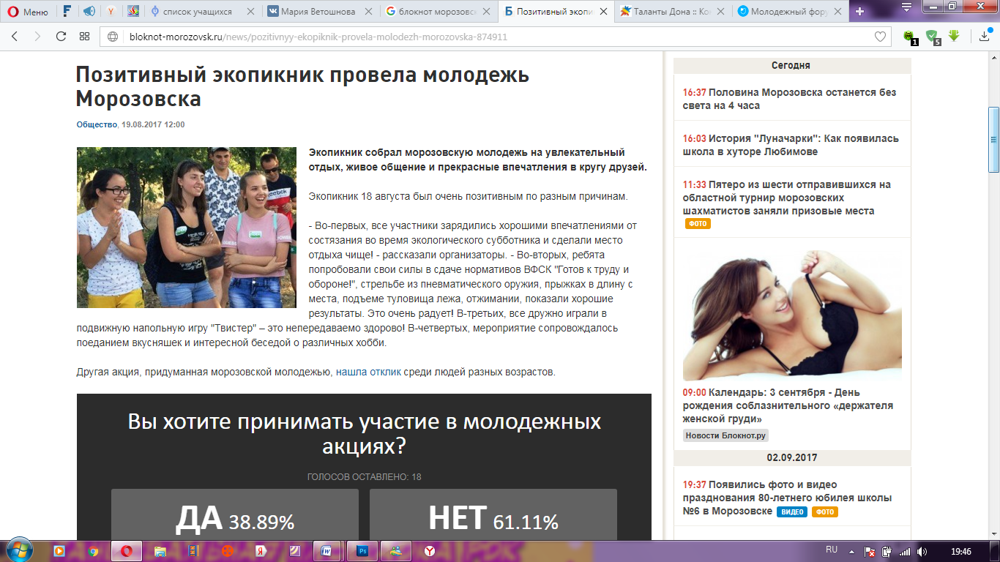 Меню
список учащихся
Мария Ветошнова
блокнот морозовс
Позитивный экопик
Таланты Дона :: Кон
Молодежный фору
bloknot-morozovsk.ru/news/pozitivnyy-ekopiknik-provela-molodezh-morozovska-874911
1
5
Позитивный экопикник провела молодежь
Морозовска
Общество, 19.08.2017 12:00
Экопикник собрал морозовскую молодежь на увлекательный
отдых, живое общение и прекрасные впечатления в кругу друзей.
Экопикник 18 августа был очень позитивным по разным причинам.
- Во-первых, все участники зарядились хорошими впечатлениями от
состязания во время экологического субботника и сделали место
отдыха чище! - рассказали организаторы. - Во-вторых, ребята
попробовали свои силы в сдаче нормативов ВФСК "Готов к труду и
обороне!", стрельбе из пневматического оружия, прыжках в длину с
места, подъеме туловища лежа, отжимании, показали хорошие
результаты. Это очень радует! В-третьих, все дружно играли в
подвижную напольную игру "Твистер" – это непередаваемо здорово! В-четвертых, мероприятие сопровождалось
поеданием вкусняшек и интересной беседой о различных хобби.
Другая акция, придуманная морозовской молодежью, нашла отклик среди людей разных возрастов.
Вы хотите принимать участие в молодежных
акциях?
ГОЛОСОВ ОСТАВЛЕНО: 18
ДА 38.89%
НЕТ 61.11%
Сегодня
16:37 Половина Морозовска останется без
света на 4 часа
16:03 История "Луначарки": Как появилась
школа в хуторе Любимове
11:33 Пятеро из шести отправившихся на
областной турнир морозовских
шахматистов заняли призовые места
ФОТО
09:00 Календарь: 3 сентября - День
рождения соблазнительного «держателя
женской груди»
Новости Блокнот.ру
02.09.2017
19:37 Появились фото и видео
празднования 80-летнего юбилея школы
№6 в Морозовске ВИДЕО ФОТО
RU
19:46